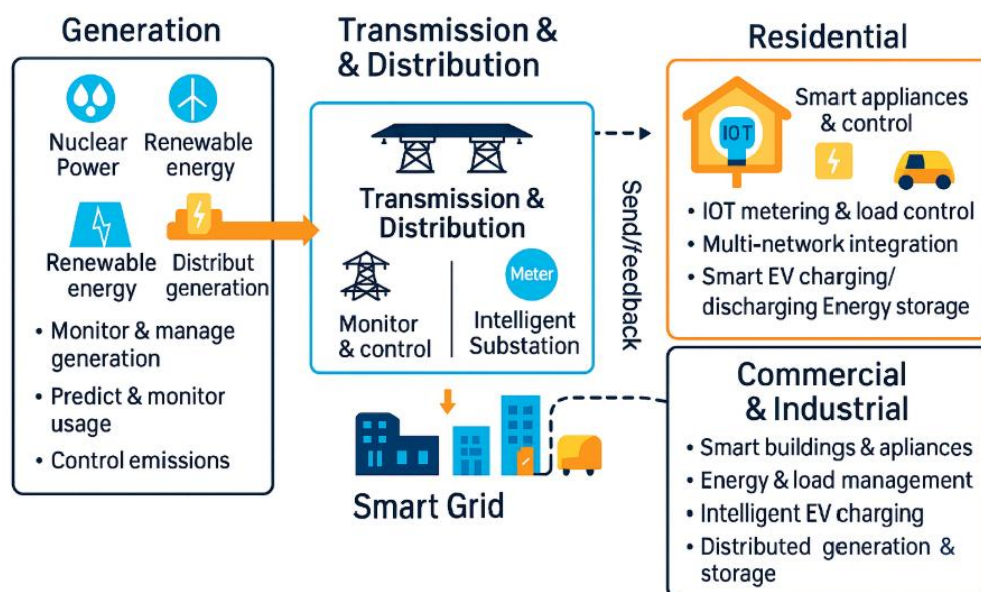 Generation
Nuclear
Power
Renewable
energy
Renewable
energy
Distribut
generation
• Monitor & manage
generation
• Predict & monitor
usage
• Control emissions
Transmission &
& Distribution
Transmission &
Distribution
Monitor
& control
Meter
Intelligent
Substation
Smart Grid
Send/feedback
Residential
IOT
Smart appliances
& control
• IOT metering & load control
• Multi-network integration
• Smart EV charging/
discharging Energy storage
Commercial
& Industrial
• Smart buildings & apliances
• Energy & load management
• Intelligent EV charging
• Distributed generation &
storage